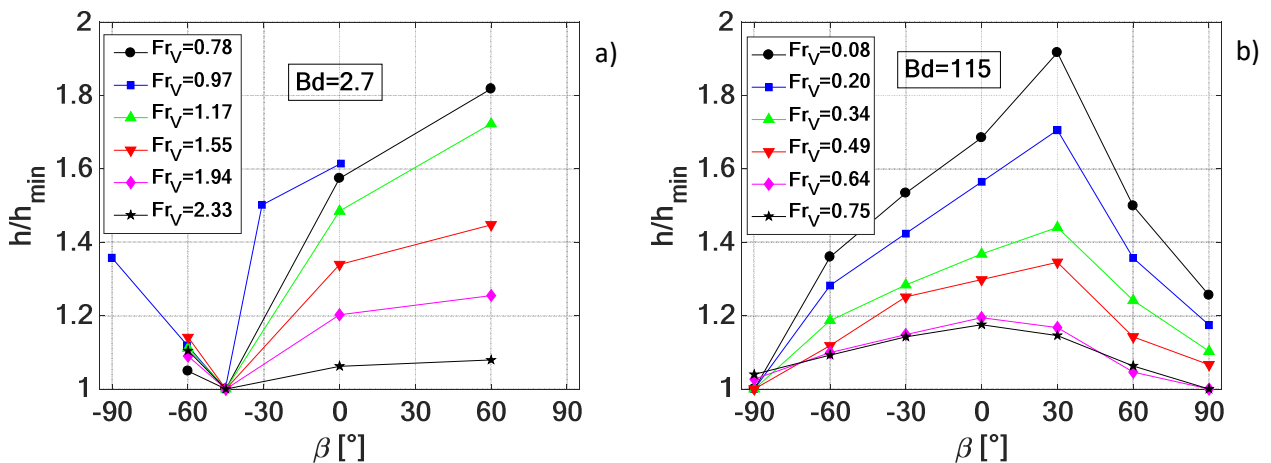 a)
Fr_V=0.78
Fr_V=0.97
Fr_V=1.17
Fr_V=1.55
Fr_V=1.94
Fr_V=2.33
Bd=2.7
h/h_min
2
1.8
1.6
1.4
1.2
1
-90 -60 -30 0 30 60 90
β [°]
b)
Fr_V=0.08
Fr_V=0.20
Fr_V=0.34
Fr_V=0.49
Fr_V=0.64
Fr_V=0.75
Bd=115
h/h_min
2
1.8
1.6
1.4
1.2
1
-90 -60 -30 0 30 60 90
β [°]